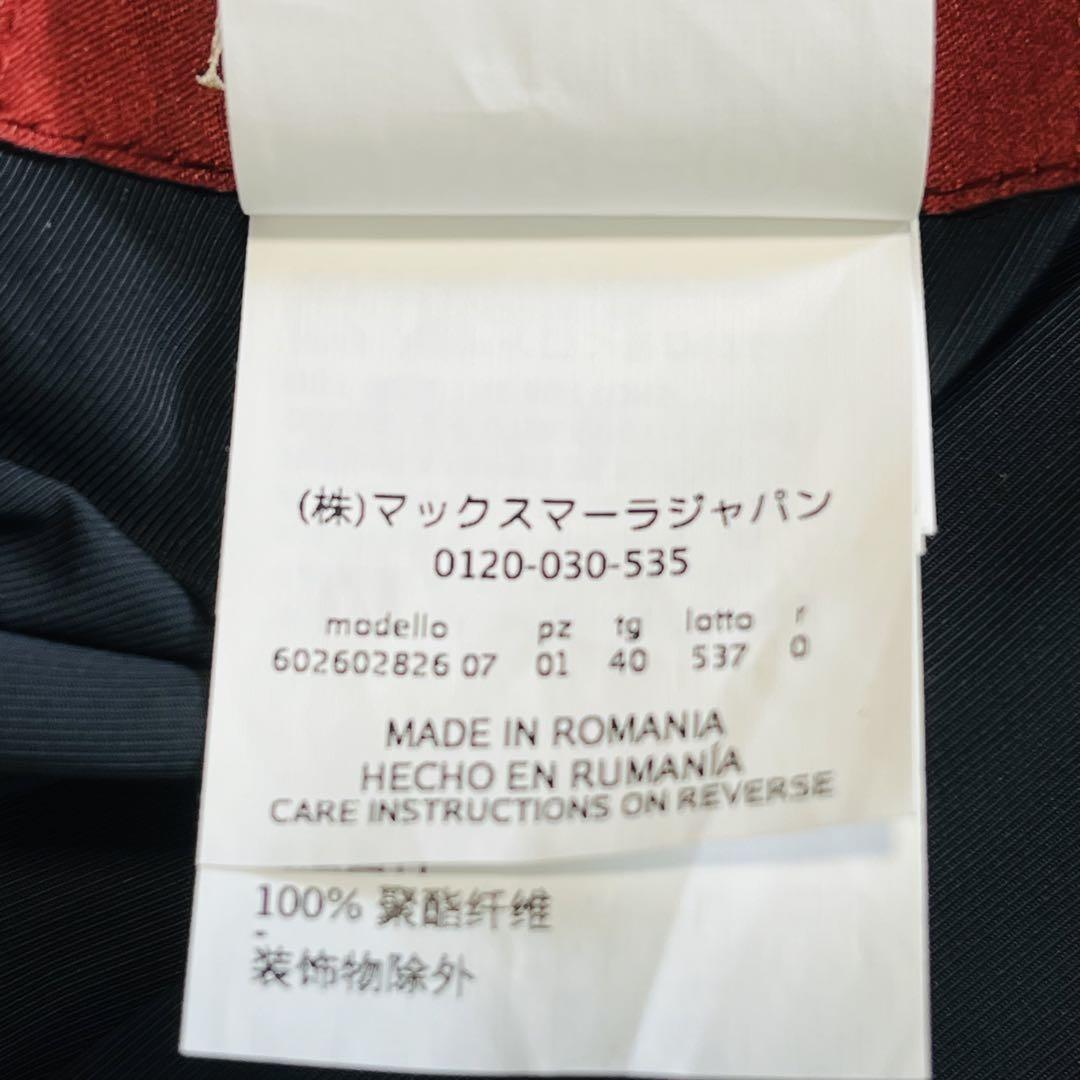 (株)マックスマーラジャパン
0120-030-535
modello pz tg lotto r
602602826 07 01 40 537 0
MADE IN ROMANIA
HECHO EN RUMANÍA
CARE INSTRUCTIONS ON REVERSE
100% 聚酯纤维
-
装饰物除外